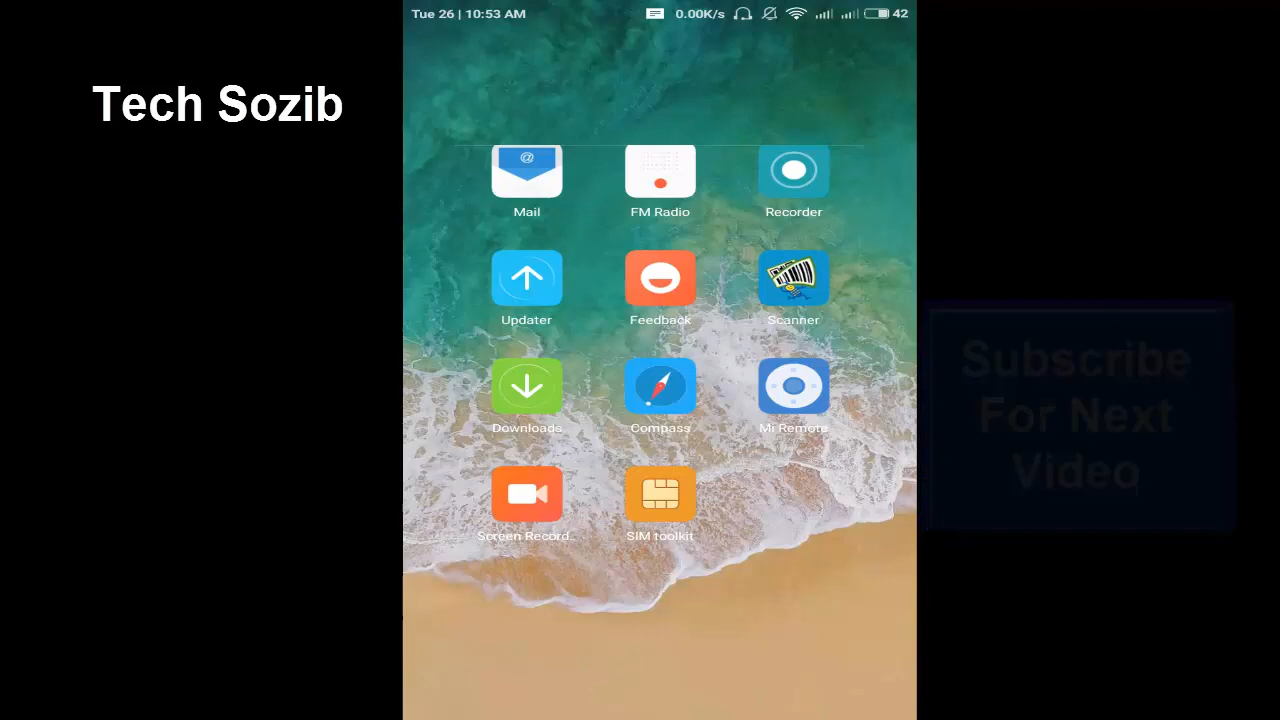 Tue 26 | 10:53 AM 0.00K/s 42
Tech Sozib
@
Mail FM Radio Recorder
Updater Feedback Scanner
Downloads Compass Mi Remote
Screen Record.. SIM toolkit
Subscribe
For Next
Video